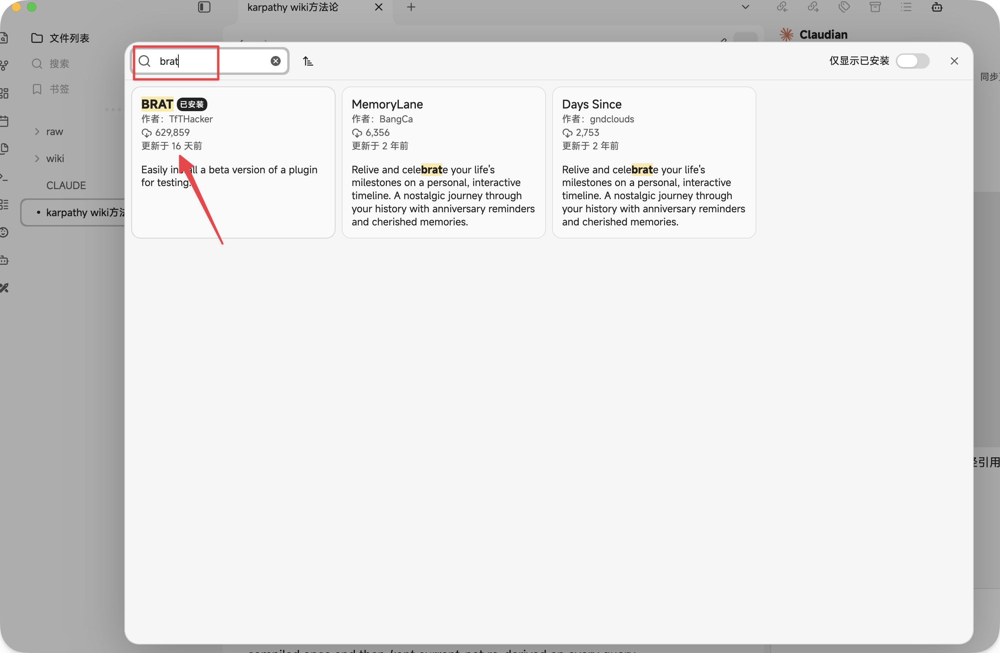 karpathy wiki方法论
文件列表
Claudian
搜索
brat
仅显示已安装
书签
BRAT 已安装
作者：TfTHacker
629,859
更新于 16 天前
Easily install a beta version of a plugin
for testing.
MemoryLane
作者：BangCa
6,356
更新于 2 年前
Relive and celebrate your life's
milestones on a personal, interactive
timeline. A nostalgic journey through
your history with anniversary reminders
and cherished memories.
Days Since
作者：gndclouds
2,753
更新于 2 年前
Relive and celebrate your life's
milestones on a personal, interactive
timeline. A nostalgic journey through
your history with anniversary reminders
and cherished memories.
同步
raw
wiki
CLAUDE
karpathy wiki方
引用
compiled once and then kept current, not re-derived on every query